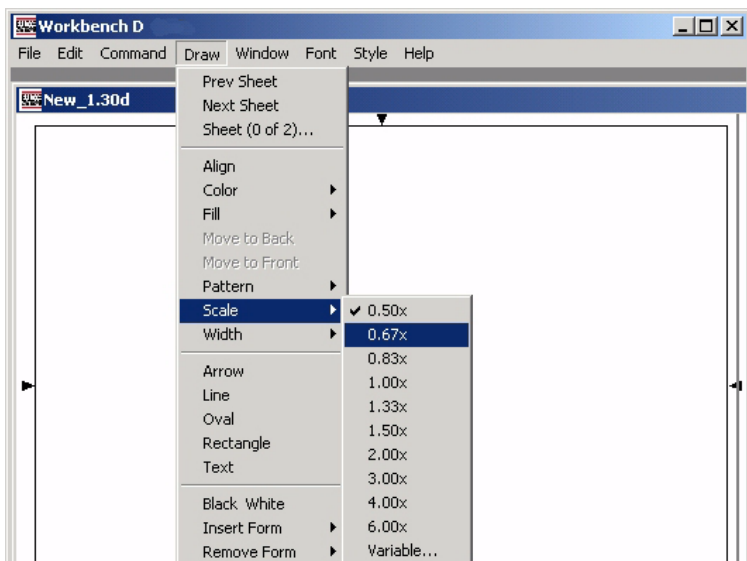 Workbench D
File Edit Command Draw Window Font Style Help
New_1.30d
Prev Sheet
Next Sheet
Sheet (0 of 2)...
Align
Color
Fill
Move to Back
Move to Front
Pattern
Scale
Width
Arrow
Line
Oval
Rectangle
Text
Black White
Insert Form
Remove Form
0.50x
0.67x
0.83x
1.00x
1.33x
1.50x
2.00x
3.00x
4.00x
6.00x
Variable...